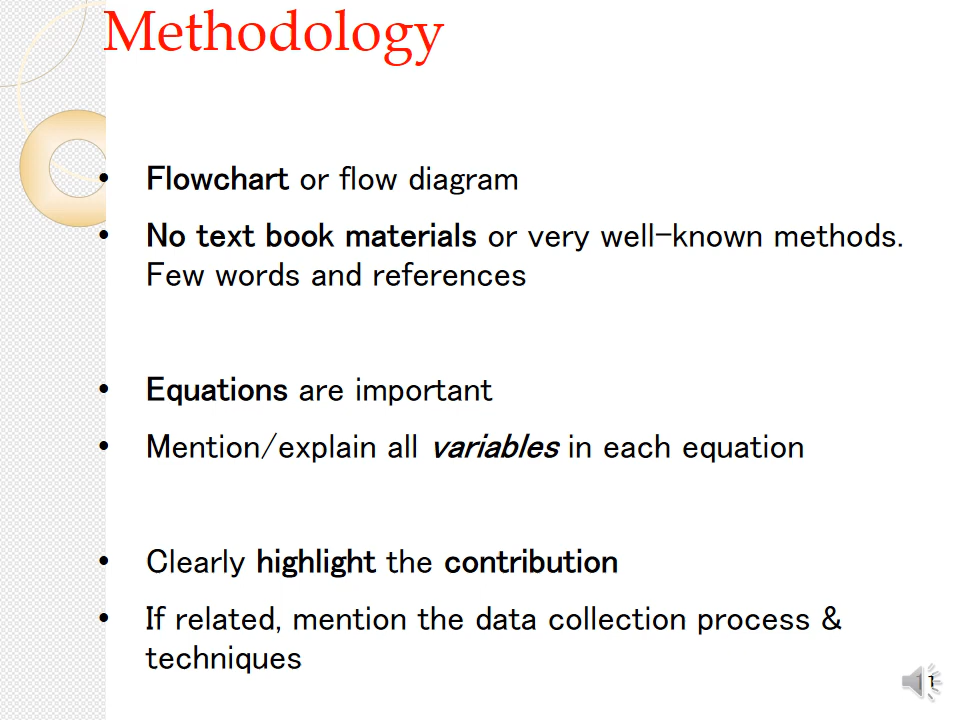 Methodology
• Flowchart or flow diagram
• No text book materials or very well-known methods.
Few words and references
• Equations are important
• Mention/explain all variables in each equation
• Clearly highlight the contribution
• If related, mention the data collection process &
techniques